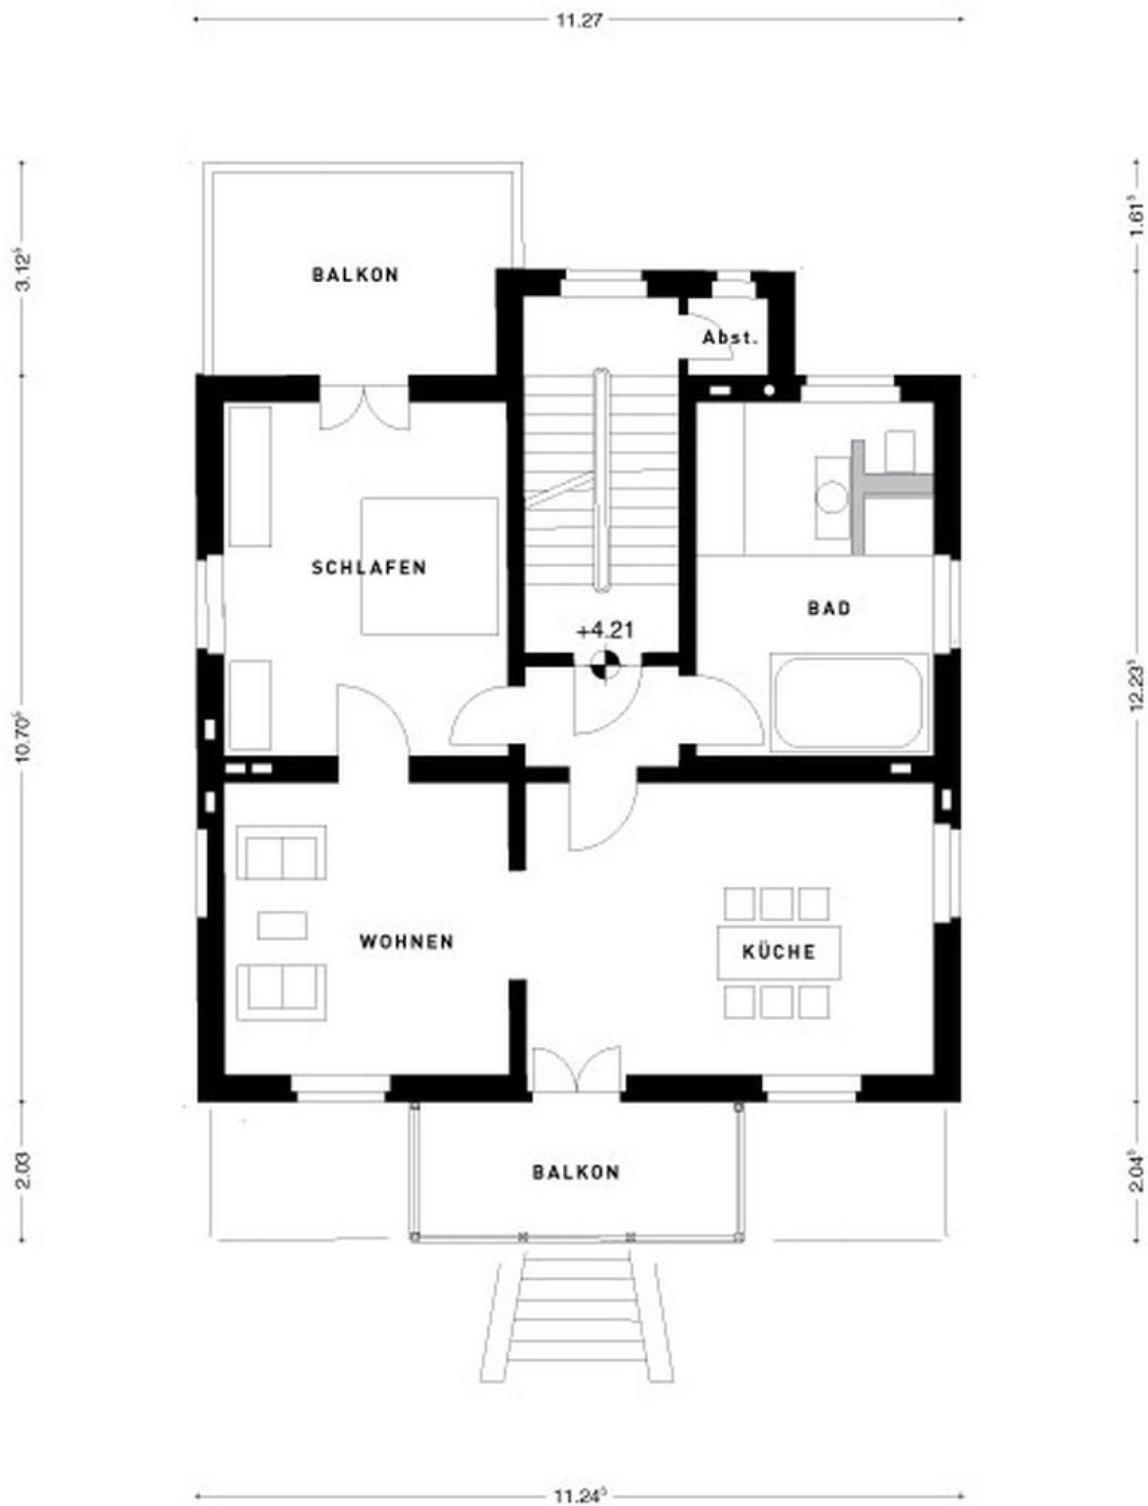 11.27
3.12⁵
1.61⁵
BALKON
Abst.
SCHLAFEN
BAD
+4.21
10.70⁵
12.23⁵
WOHNEN
KÜCHE
2.03
BALKON
2.04⁵
11.24⁵